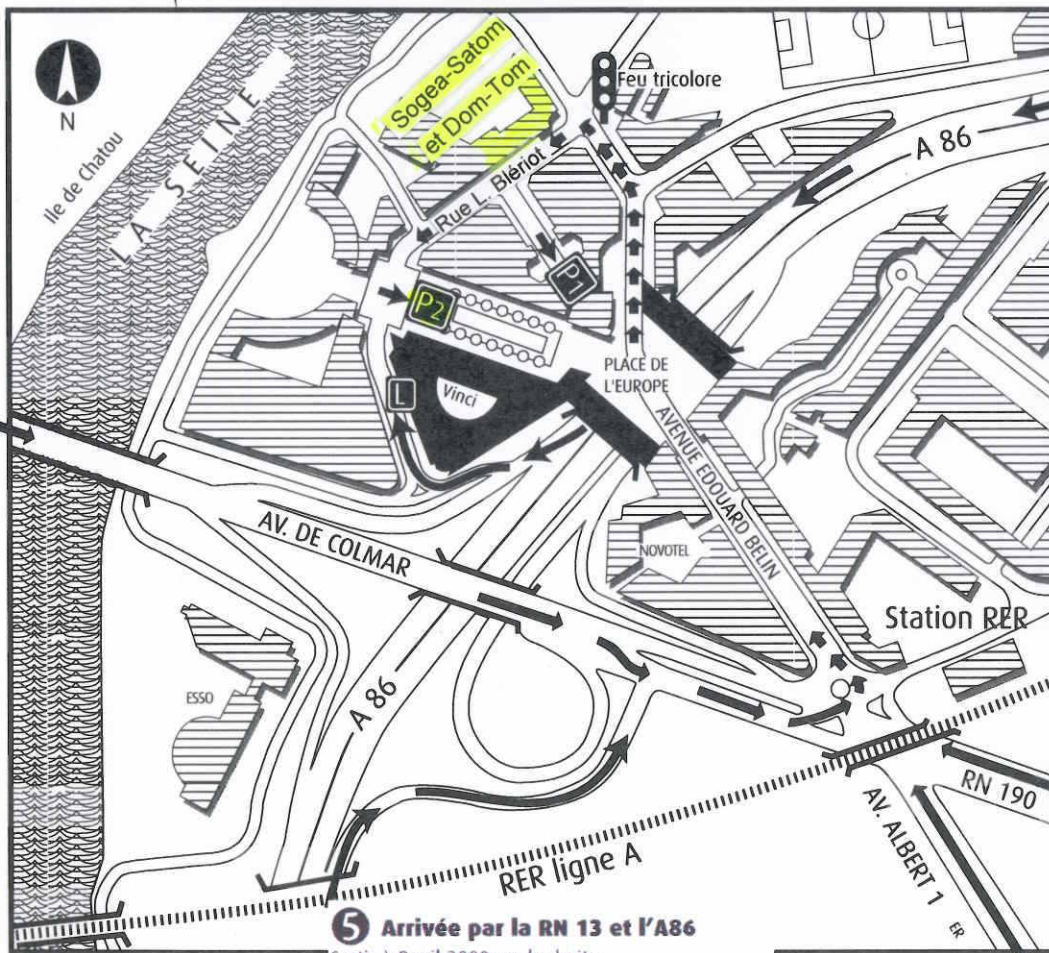 N
Ile de Chatou
LA SEINE
Sogea-Satom
et Dom-Tom
Feu tricolore
A 86
Rue L. Blériot
P1
P2
PLACE DE
L'EUROPE
L
Vinci
AVENUE EDOUARD BELIN
AV. DE COLMAR
NOVOTEL
Station RER
ESSO
A 86
RN 190
AV. ALBERT 1 ER
RER ligne A
5 Arrivée par la RN 13 et l'A86